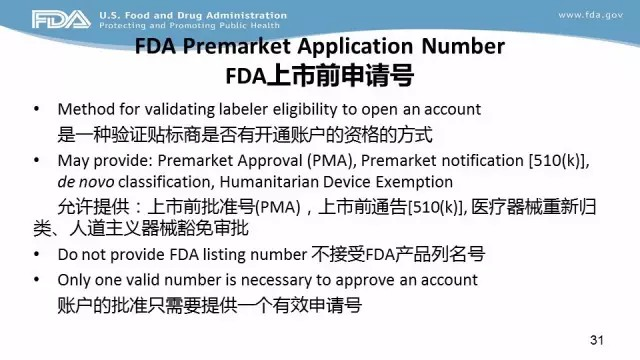 FDA
U.S. Food and Drug Administration
Protecting and Promoting Public Health
www.fda.gov
FDA Premarket Application Number
FDA上市前申请号
• Method for validating labeler eligibility to open an account
是一种验证贴标商是否有开通账户的资格的方式
• May provide: Premarket Approval (PMA), Premarket notification [510(k)],
de novo classification, Humanitarian Device Exemption
允许提供：上市前批准号(PMA)，上市前通告[510(k)], 医疗器械重新归
类、人道主义器械豁免审批
• Do not provide FDA listing number 不接受FDA产品列名号
• Only one valid number is necessary to approve an account
账户的批准只需要提供一个有效申请号
31